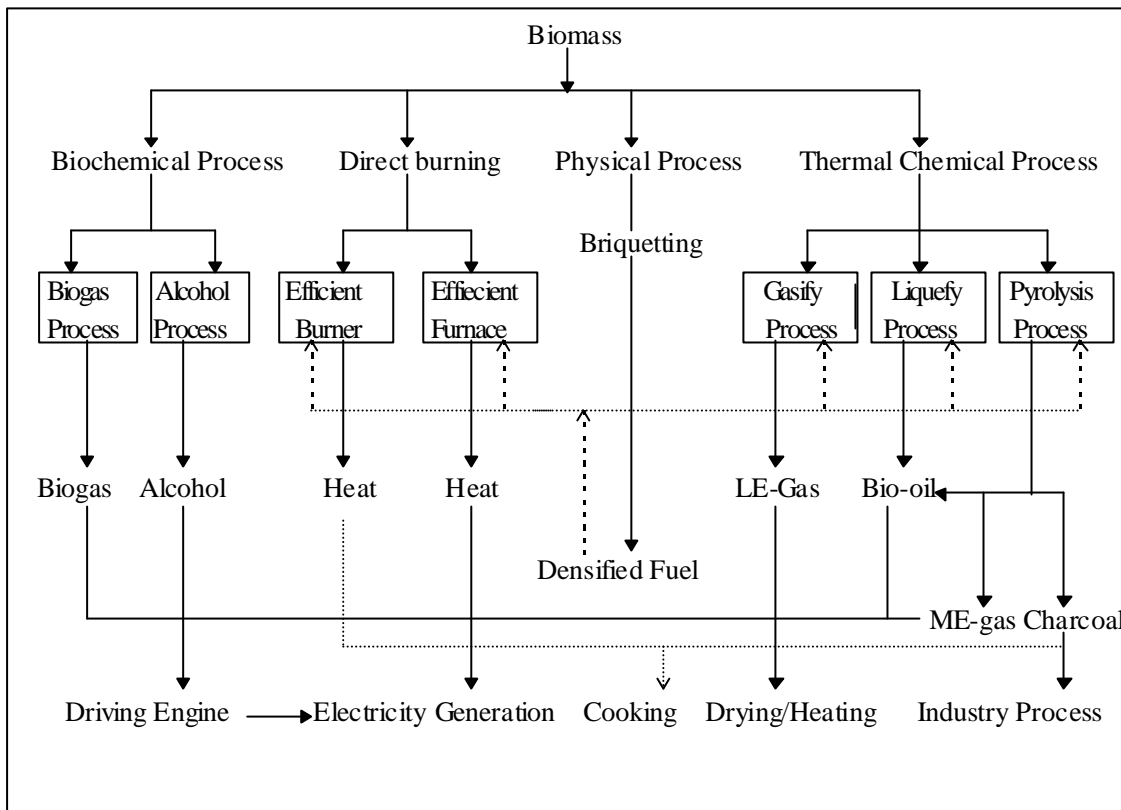 Biomass
Biochemical Process
Direct burning
Physical Process
Thermal Chemical Process
Briquetting
Biogas
Process
Alcohol
Process
Efficient
Burner
Effiecient
Furnace
Gasify
Process
Liquefy
Process
Pyrolysis
Process
Biogas
Alcohol
Heat
Heat
LE-Gas
Bio-oil
Densified Fuel
ME-gas Charcoal
Driving Engine
Electricity Generation
Cooking
Drying/Heating
Industry Process